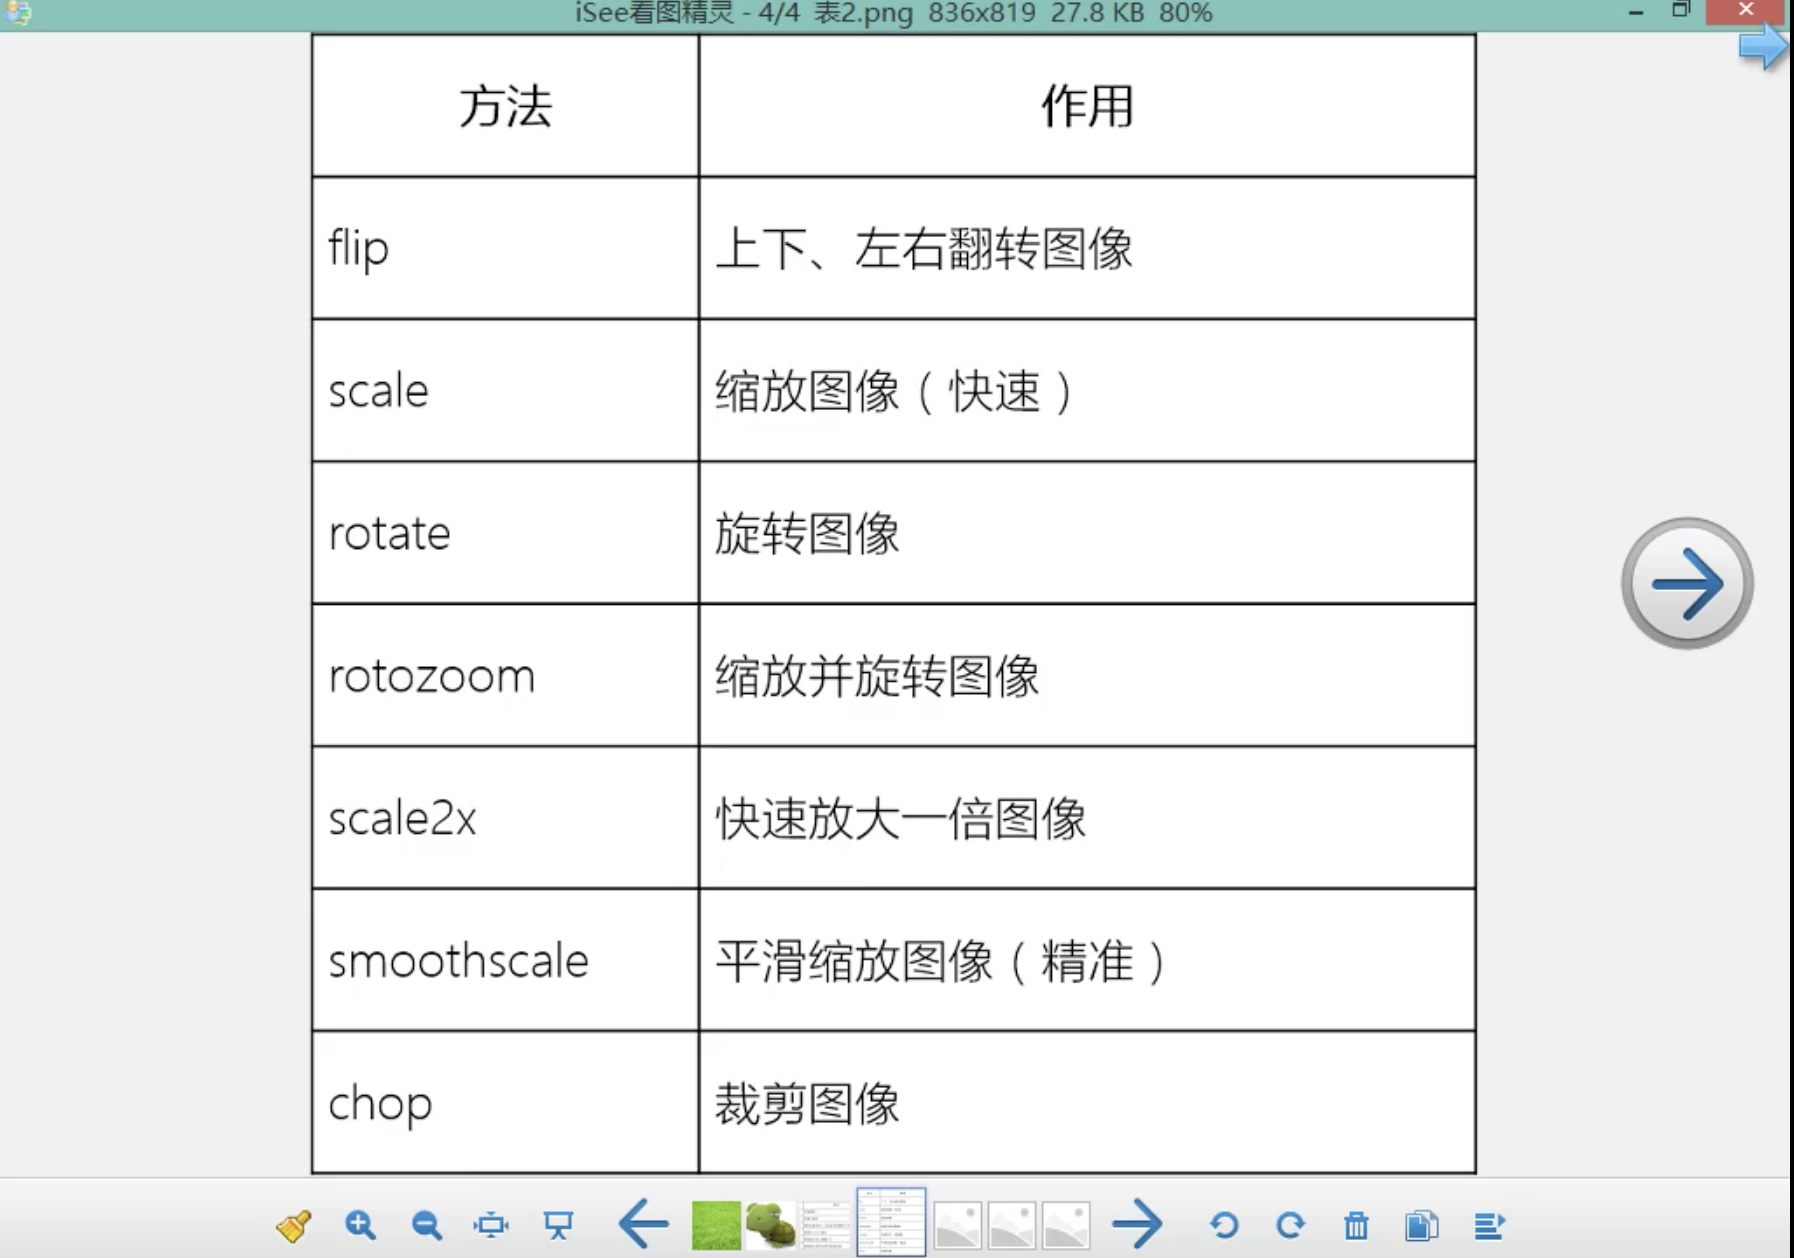 iSee看图精灵 - 4/4 表2.png 836x819 27.8 KB 80%
方法 作用
flip 上下、左右翻转图像
scale 缩放图像（快速）
rotate 旋转图像
rotozoom 缩放并旋转图像
scale2x 快速放大一倍图像
smoothscale 平滑缩放图像（精准）
chop 裁剪图像